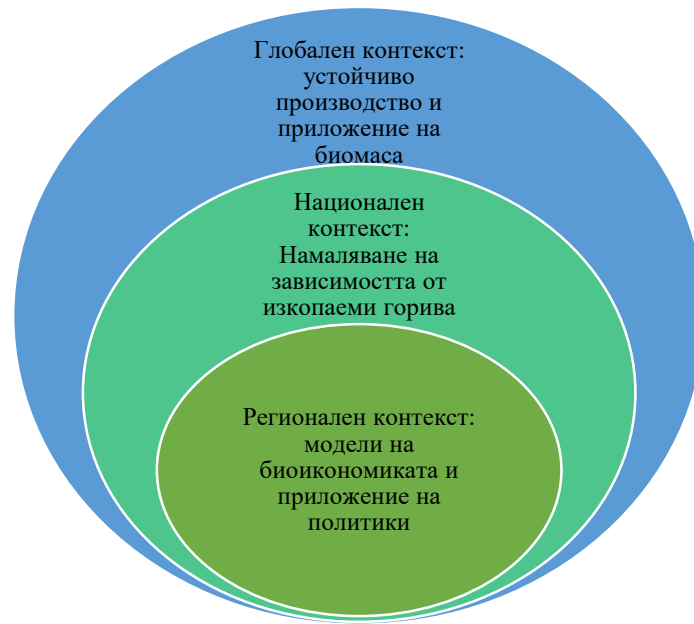 Глобален контекст:
устойчиво
производство и
приложение на
биомаса
Национален
контекст:
Намаляване на
зависимостта от
изкопаеми горива
Регионален контекст:
модели на
биоикономиката и
приложение на
политики